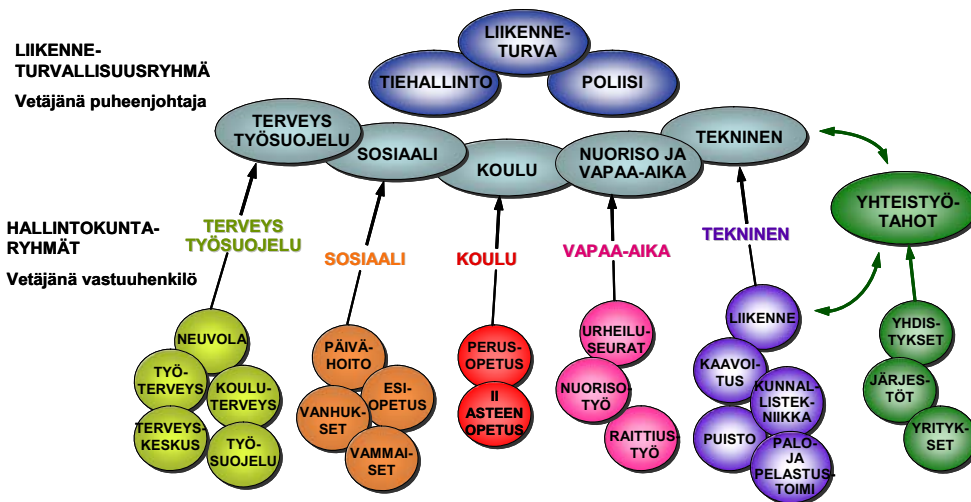 LIIKENNE-
TURVALLISUUSRYHMÄ
Vetäjänä puheenjohtaja
LIIKENNE-
TURVA
TIEHALLINTO
POLIISI
TERVEYS
TYÖSUOJELU
SOSIAALI
KOULU
NUORISO JA
VAPAA-AIKA
TEKNINEN
YHTEISTYÖ-
TAHOT
HALLINTOKUNTA-
RYHMÄT
Vetäjänä vastuuhenkilö
TERVEYS
TYÖSUOJELU
SOSIAALI
KOULU
VAPAA-AIKA
TEKNINEN
NEUVOLA
TYÖ-
TERVEYS
KOULU-
TERVEYS
TERVEYS-
KESKUS
TYÖ-
SUOJELU
PÄIVÄ-
HOITO
ESI-
OPETUS
VANHUK-
SET
VAMMAI-
SET
PERUS-
OPETUS
II
ASTEEN
OPETUS
URHEILU-
SEURAT
NUORISO-
TYÖ
RAITTIUS-
TYÖ
LIIKENNE
KAAVOI-
TUS
KUNNAL-
LISTEK-
NIIKKA
PUISTO
PALO-
JA
PELASTUS-
TOIMI
YHDIS-
TYKSET
JÄRJES-
TÖT
YRITYK-
SET